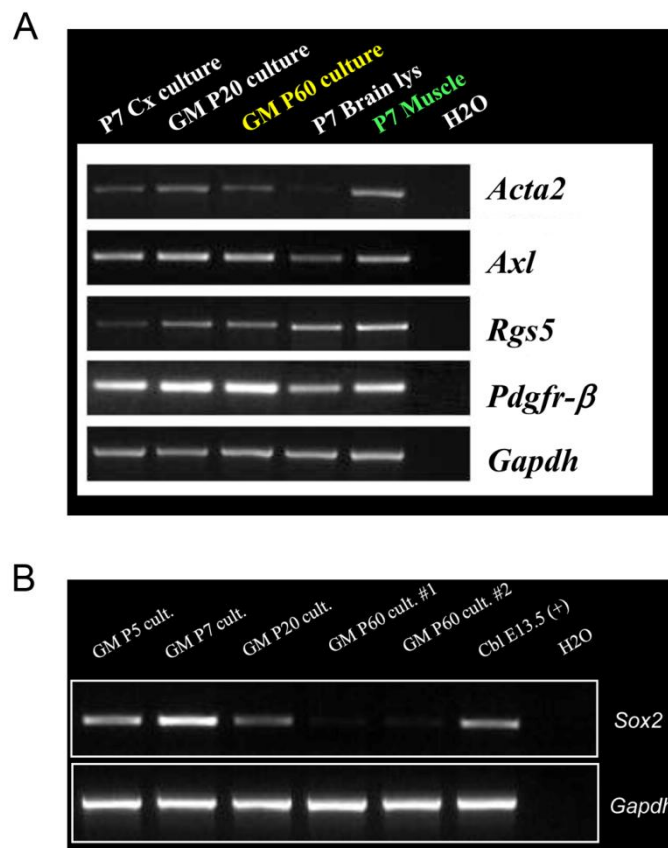 A
P7 Cx culture
GM P20 culture
GM P60 culture
P7 Brain lys
P7 Muscle
H2O
Acta2
Axl
Rgs5
Pdgfr-β
Gapdh
B
GM P5 cult.
GM P7 cult.
GM P20 cult.
GM P60 cult. #1
GM P60 cult. #2
Cbl E13.5 (+)
H2O
Sox2
Gapdh